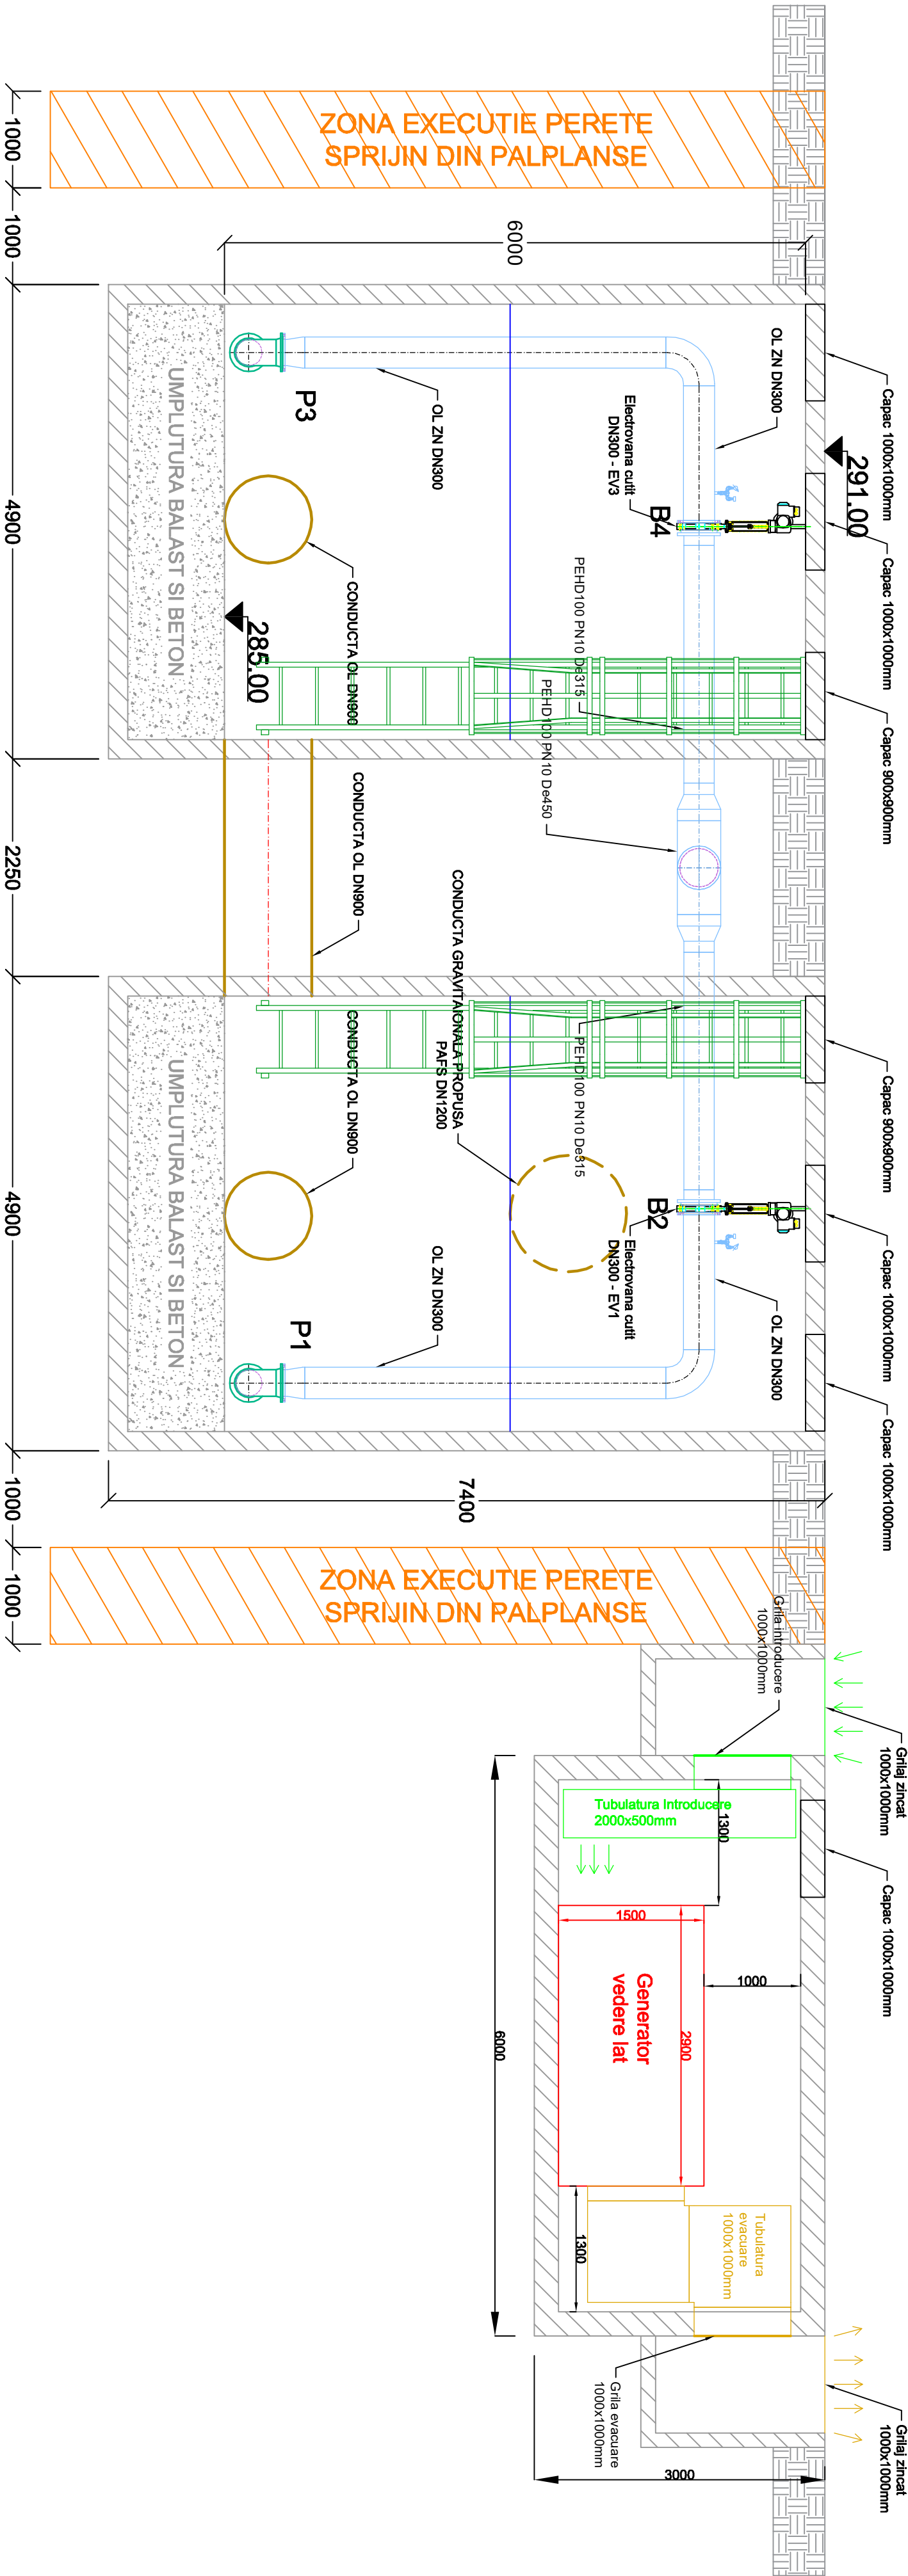 Capac 1000x1000mm
Capac 1000x1000mm
Capac 900x900mm
Capac 900x900mm
Capac 1000x1000mm
Capac 1000x1000mm
Grilaj zincat
1000x1000mm
Capac 1000x1000mm
Grilaj zincat
1000x1000mm
291.00
ZONA EXECUTIE PERETE
SPRIJIN DIN PALPLANSE
6000
OL ZN DN300
OL ZN DN300
P3
Electrovana cutit
DN300 - EV3
B4
PEHD100 PN10 De315
PEHD100 PN10 De450
CONDUCTA OL DN900
285.00
UMPLUTURA BALAST SI BETON
CONDUCTA OL DN900
CONDUCTA GRAVITAIONALA PROPUSA
PAFS DN1200
PEHD100 PN10 De315
CONDUCTA OL DN900
B2
Electrovana cutit
DN300 - EV1
OL ZN DN300
OL ZN DN300
P1
UMPLUTURA BALAST SI BETON
7400
ZONA EXECUTIE PERETE
SPRIJIN DIN PALPLANSE
Grila introducere
1000x1000mm
Tubulatura Introducere
2000x500mm
1300
1500
2900
1000
Generator
vedere lat
Tubulatura
evacuare
1000x1000mm
1300
Grila evacuare
1000x1000mm
6000
3000
1000
1000
4900
2250
4900
1000
1000